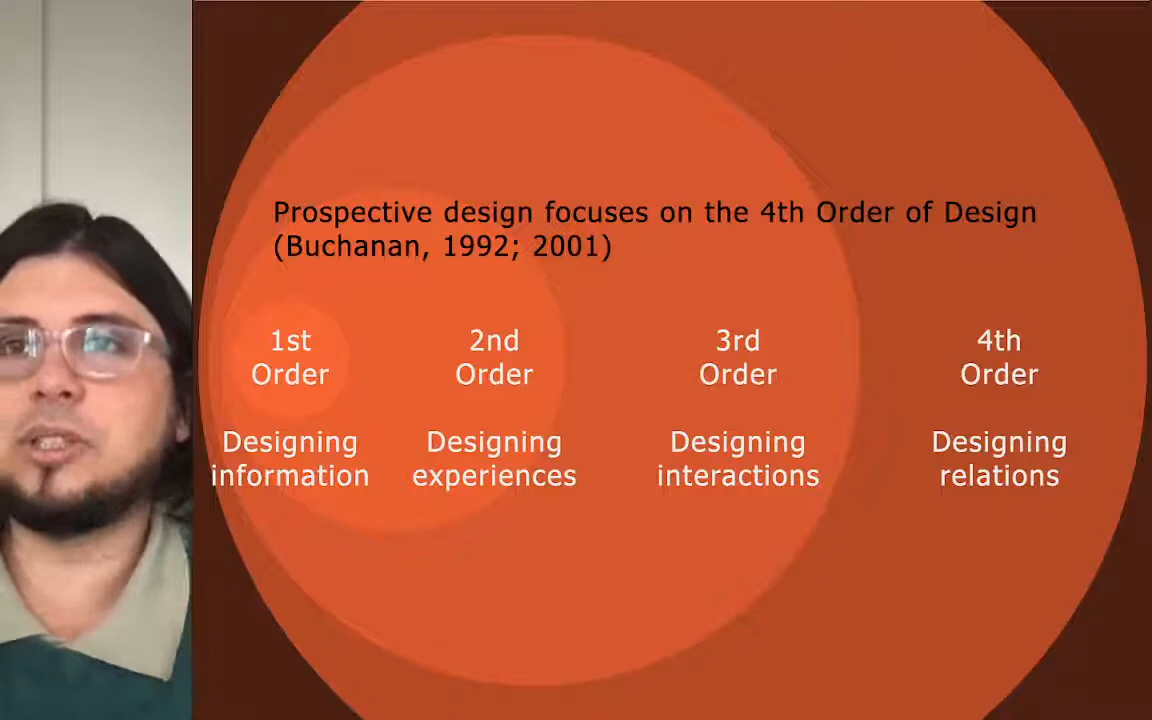 Prospective design focuses on the 4th Order of Design
(Buchanan, 1992; 2001)
1st
Order
Designing
information
2nd
Order
Designing
experiences
3rd
Order
Designing
interactions
4th
Order
Designing
relations